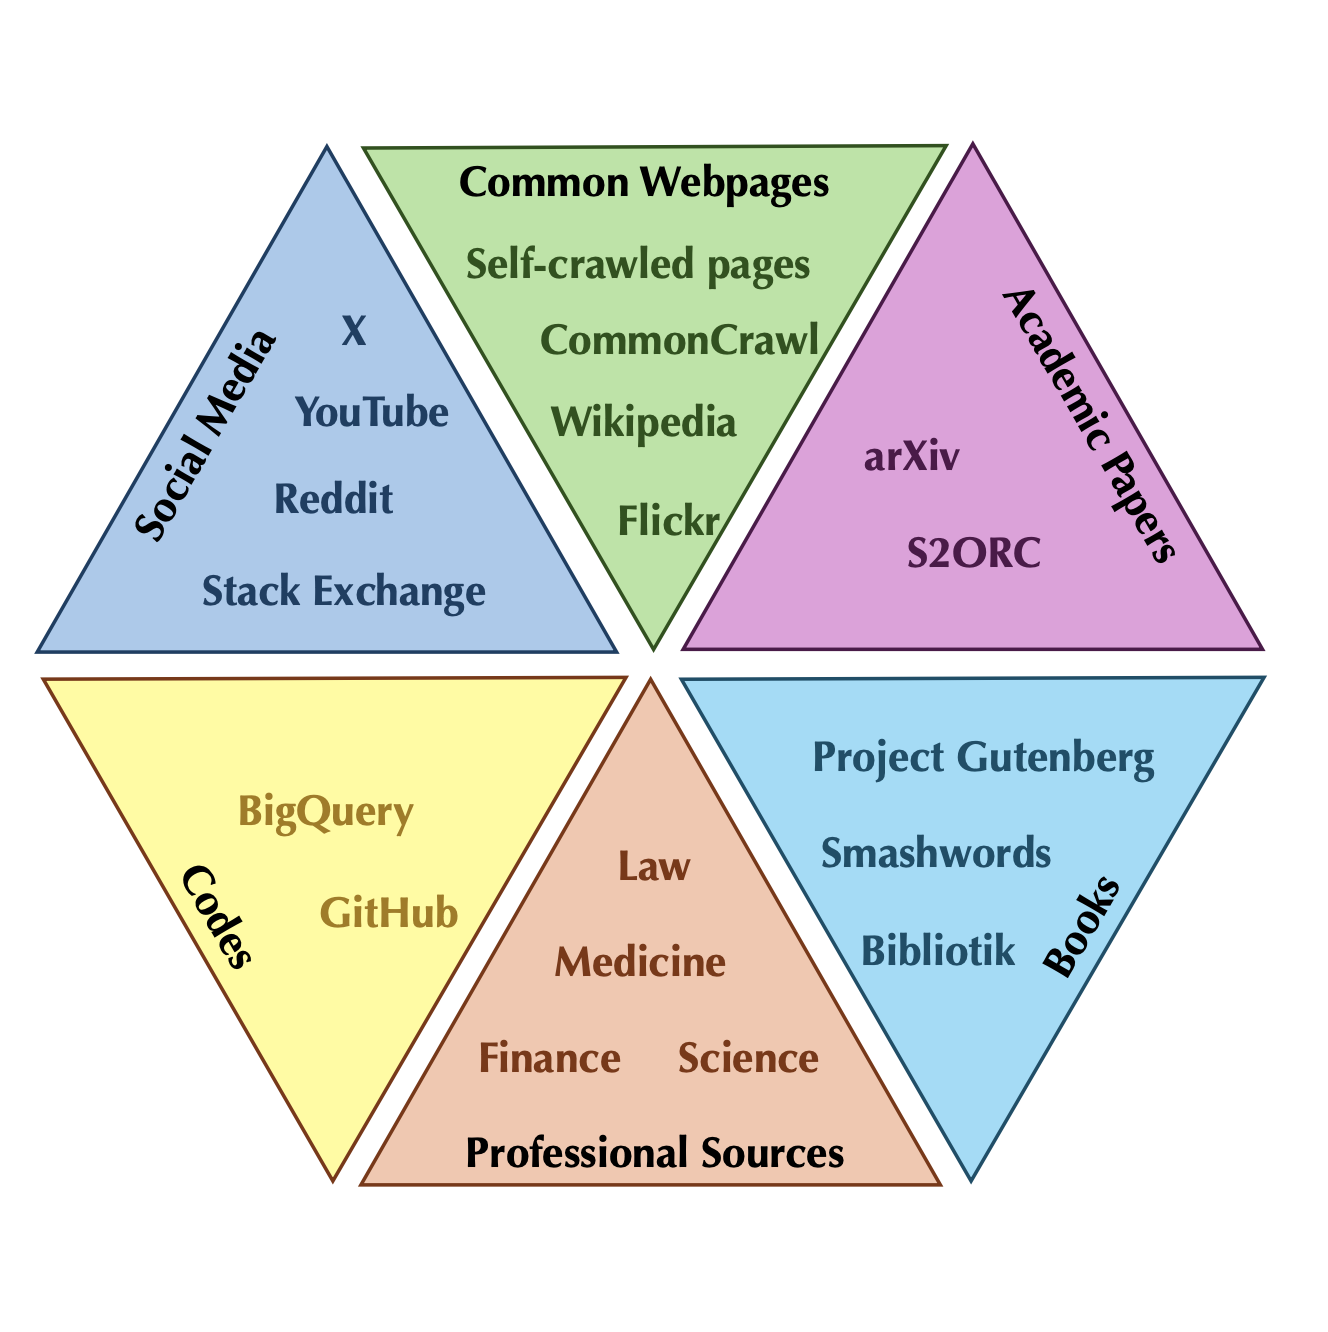 Common Webpages
Self-crawled pages
CommonCrawl
Wikipedia
Flickr
Social Media
X
YouTube
Reddit
Stack Exchange
Academic Papers
arXiv
S2ORC
Codes
BigQuery
GitHub
Law
Medicine
Finance Science
Professional Sources
Project Gutenberg
Smashwords
Bibliotik
Books